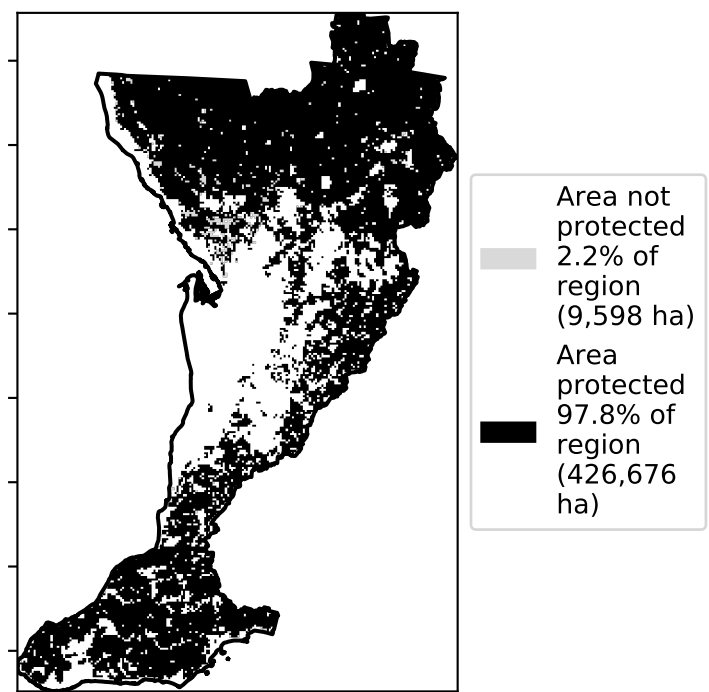 Area not
protected
2.2% of
region
(9,598 ha)
Area
protected
97.8% of
region
(426,676
ha)